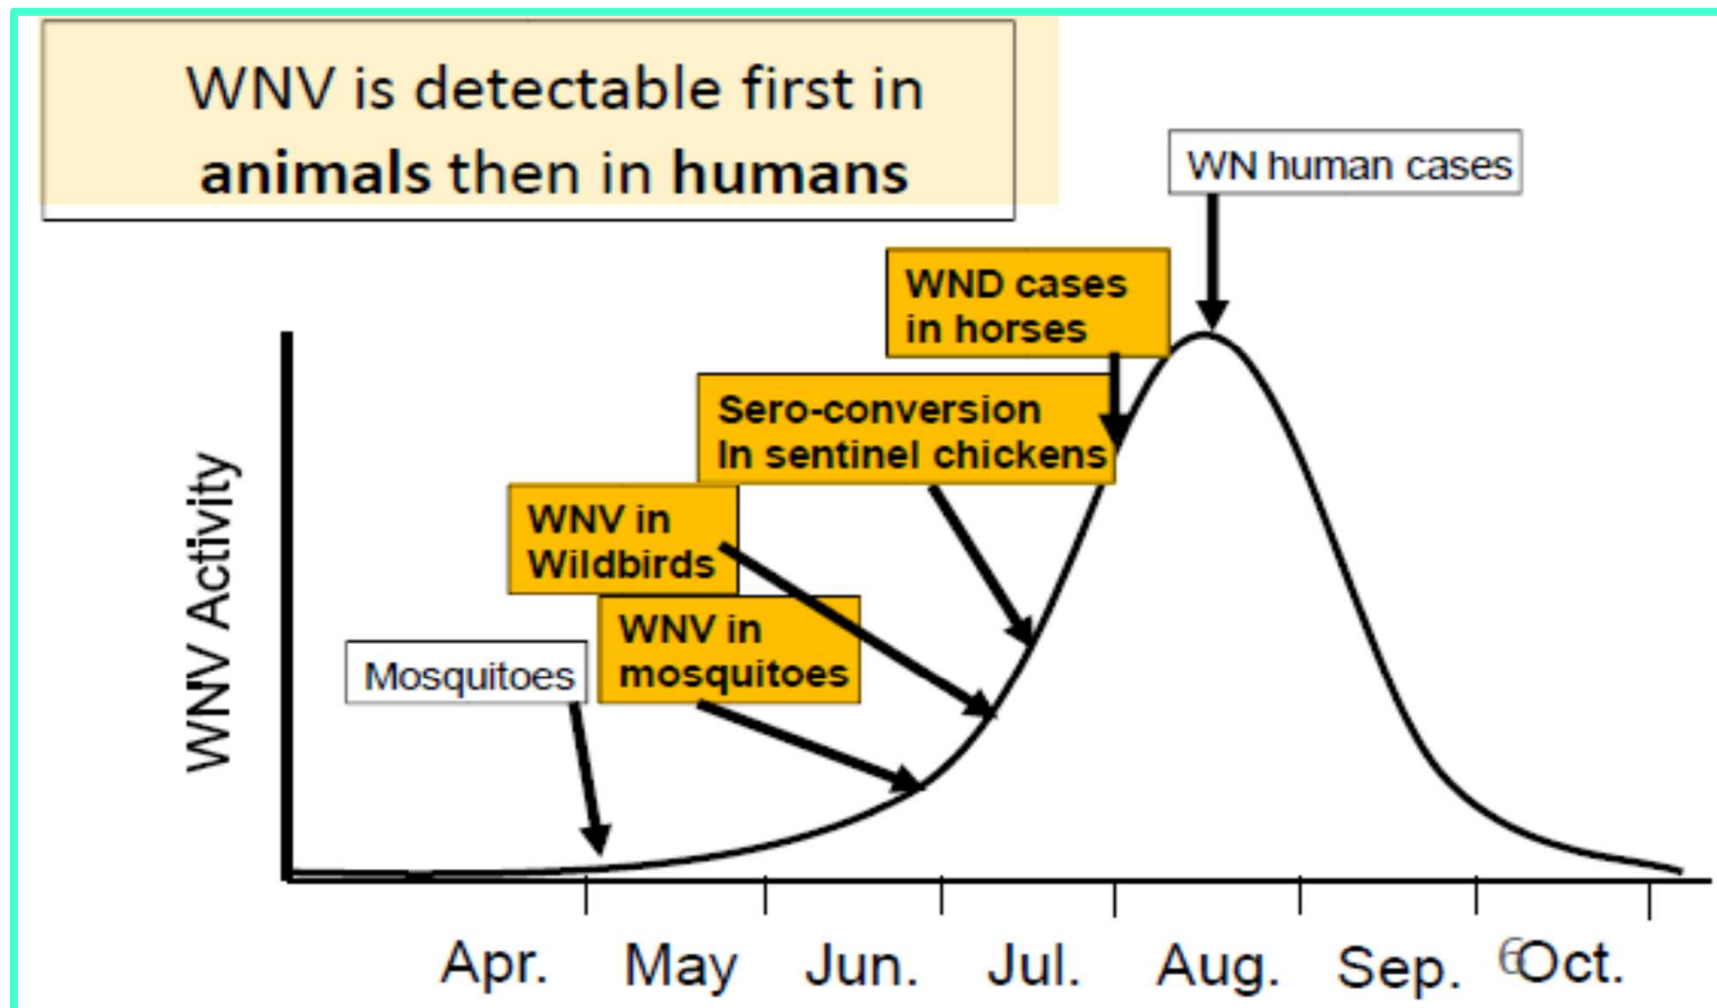 WNV is detectable first in
animals then in humans
WN human cases
WND cases
in horses
Sero-conversion
In sentinel chickens
WNV in
Wildbirds
WNV in
mosquitoes
Mosquitoes
WNV Activity
Apr. May Jun. Jul. Aug. Sep. Oct.
6